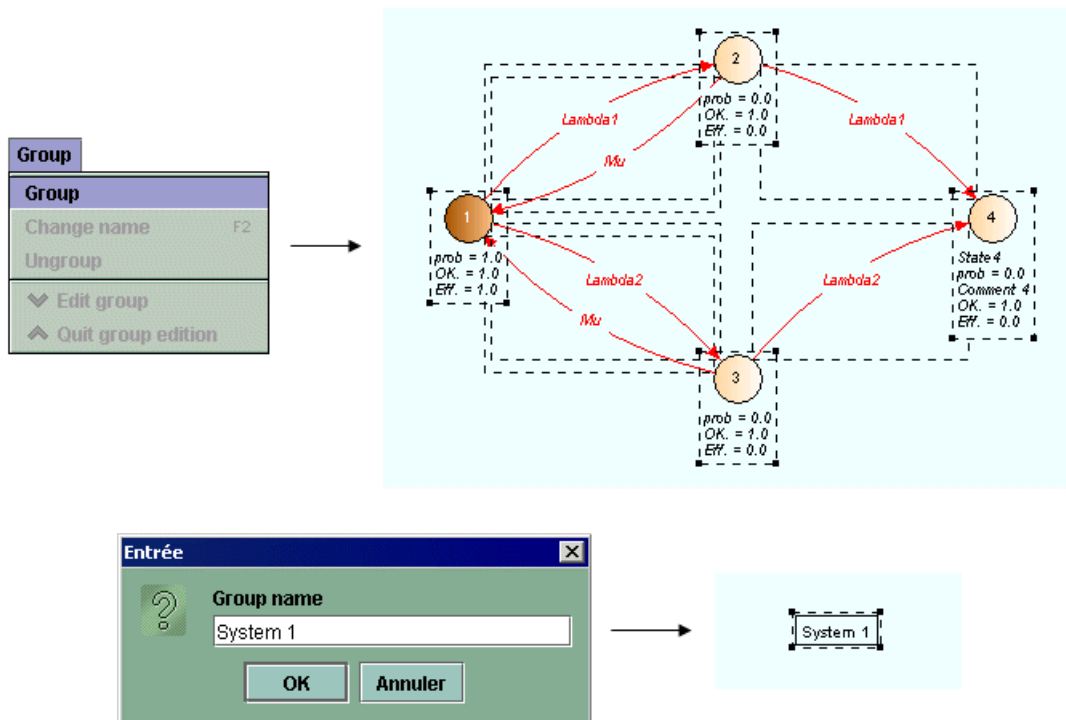 Group
Group
Change name F2
Ungroup
Edit group
Quit group edition
2
prob = 0.0
OK. = 1.0
Eff. = 0.0
Lambda1
Lambda1
Mu
1
prob = 1.0
OK. = 1.0
Eff. = 1.0
4
State4
prob = 0.0
Comment 4
OK. = 1.0
Eff. = 0.0
Lambda2
Lambda2
Mu
3
prob = 0.0
OK. = 1.0
Eff. = 0.0
Entrée
Group name
System 1
OK Annuler
System 1